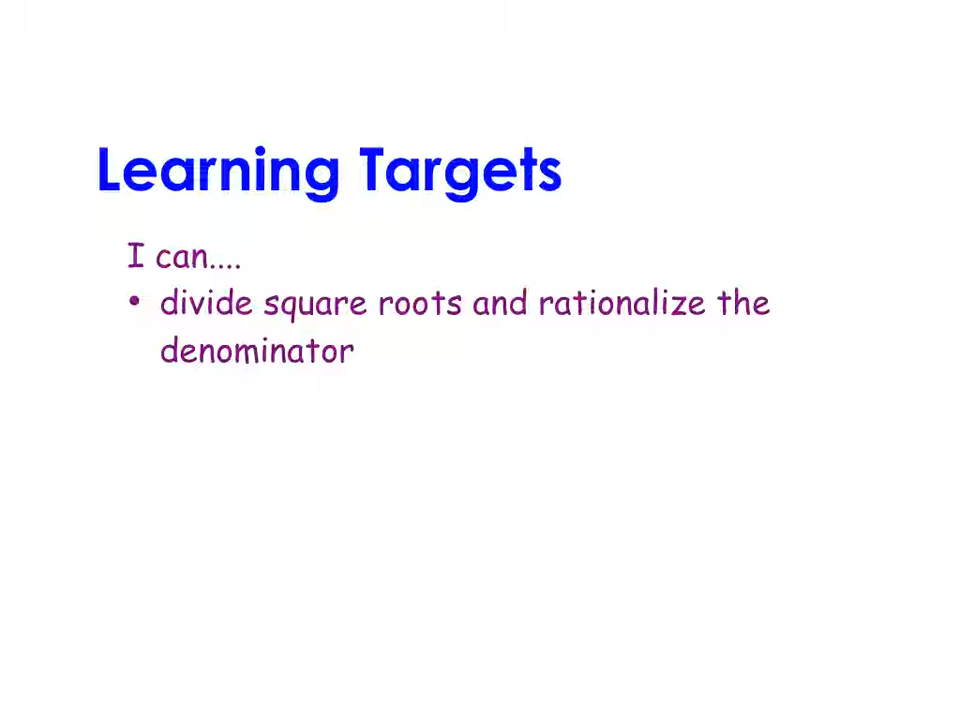 Learning Targets
I can....
• divide square roots and rationalize the
denominator